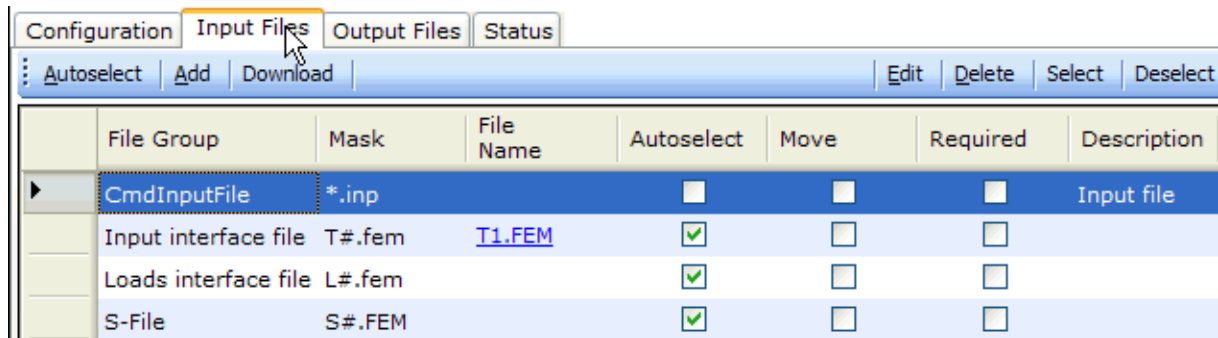 Configuration Input Files Output Files Status
Autoselect Add Download Edit Delete Select Deselect
File Group Mask File Name Autoselect Move Required Description
CmdInputFile *.inp Input file
Input interface file T#.fem T1.FEM
Loads interface file L#.fem
S-File S#.FEM